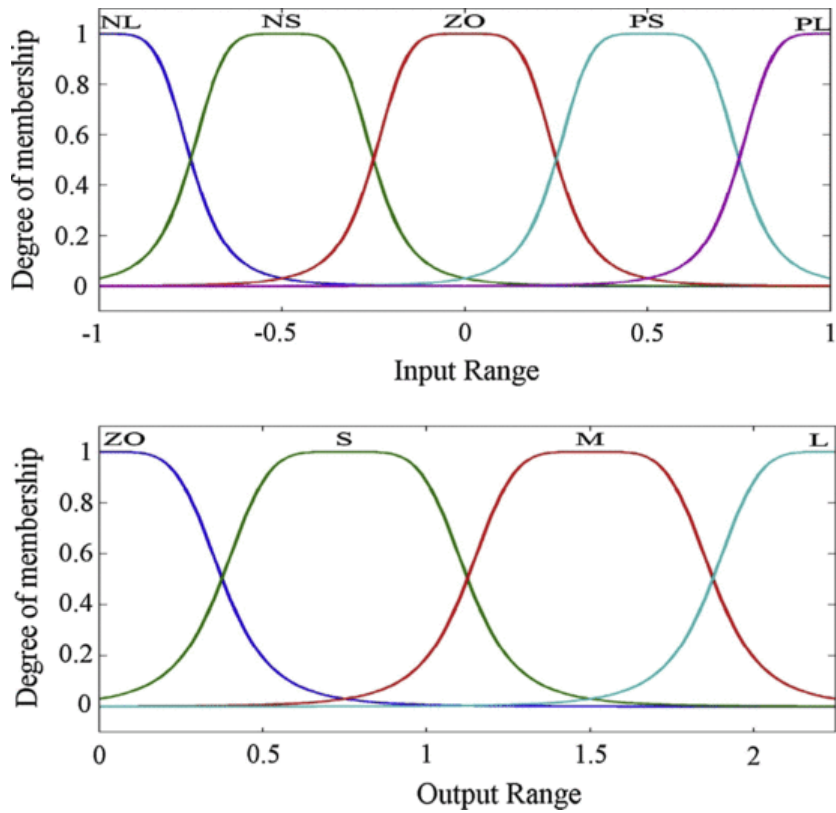 NL NS ZO PS PL
1
0.8
0.6
0.4
0.2
0
Degree of membership
-1 -0.5 0 0.5 1
Input Range
ZO S M L
1
0.8
0.6
0.4
0.2
0
Degree of membership
0 0.5 1 1.5 2
Output Range